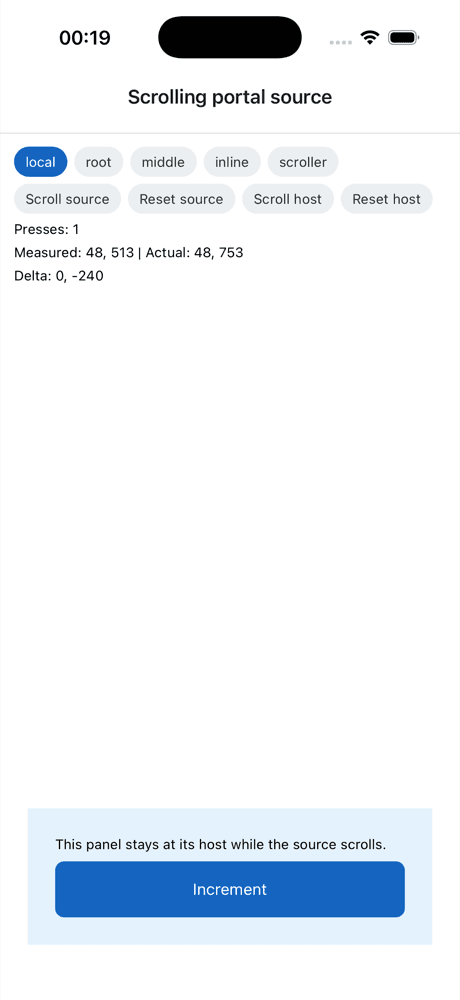 00:19
Scrolling portal source
local root middle inline scroller
Scroll source Reset source Scroll host Reset host
Presses: 1
Measured: 48, 513 | Actual: 48, 753
Delta: 0, -240
This panel stays at its host while the source scrolls.
Increment